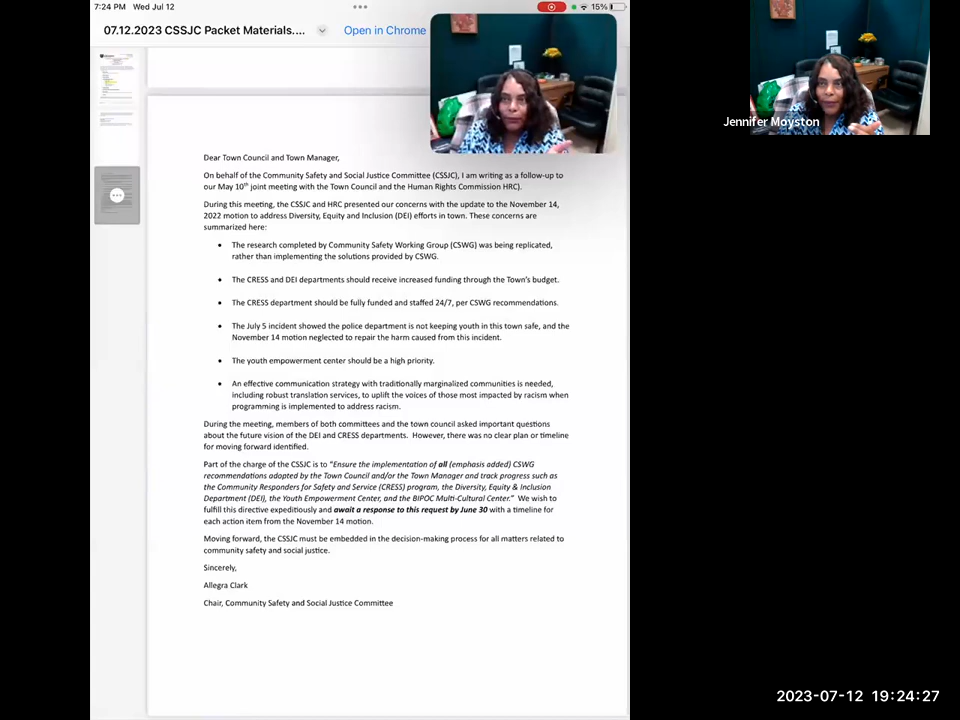 7:24 PM Wed Jul 12
15%
07.12.2023 CSSJC Packet Materials....
Open in Chrome
Jennifer Moyston
Dear Town Council and Town Manager,
On behalf of the Community Safety and Social Justice Committee (CSSJC), I am writing as a follow-up to
our May 10th joint meeting with the Town Council and the Human Rights Commission HRC).
During this meeting, the CSSJC and HRC presented our concerns with the update to the November 14,
2022 motion to address Diversity, Equity and Inclusion (DEI) efforts in town. These concerns are
summarized here:
• The research completed by Community Safety Working Group (CSWG) was being replicated,
rather than implementing the solutions provided by CSWG.
• The CRESS and DEI departments should receive increased funding through the Town's budget.
• The CRESS department should be fully funded and staffed 24/7, per CSWG recommendations.
• The July 5 incident showed the police department is not keeping youth in this town safe, and the
November 14 motion neglected to repair the harm caused from this incident.
• The youth empowerment center should be a high priority.
• An effective communication strategy with traditionally marginalized communities is needed,
including robust translation services, to uplift the voices of those most impacted by racism when
programming is implemented to address racism.
During the meeting, members of both committees and the town council asked important questions
about the future vision of the DEI and CRESS departments. However, there was no clear plan or timeline
for moving forward identified.
Part of the charge of the CSSJC is to "Ensure the implementation of all (emphasis added) CSWG
recommendations adopted by the Town Council and/or the Town Manager and track progress such as
the Community Responders for Safety and Service (CRESS) program, the Diversity, Equity & Inclusion
Department (DEI), the Youth Empowerment Center, and the BIPOC Multi-Cultural Center." We wish to
fulfill this directive expeditiously and await a response to this request by June 30 with a timeline for
each action item from the November 14 motion.
Moving forward, the CSSJC must be embedded in the decision-making process for all matters related to
community safety and social justice.
Sincerely,
Allegra Clark
Chair, Community Safety and Social Justice Committee
2023-07-12 19:24:27